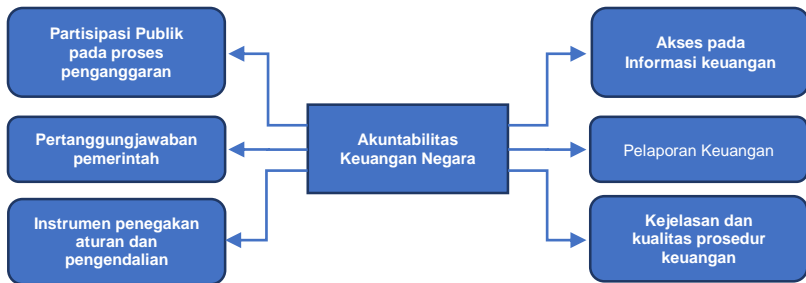 Partisipasi Publik
pada proses
penganggaran
Pertanggungjawaban
pemerintah
Instrumen penegakan
aturan dan
pengendalian
Akuntabilitas
Keuangan Negara
Akses pada
Informasi keuangan
Pelaporan Keuangan
Kejelasan dan
kualitas prosedur
keuangan